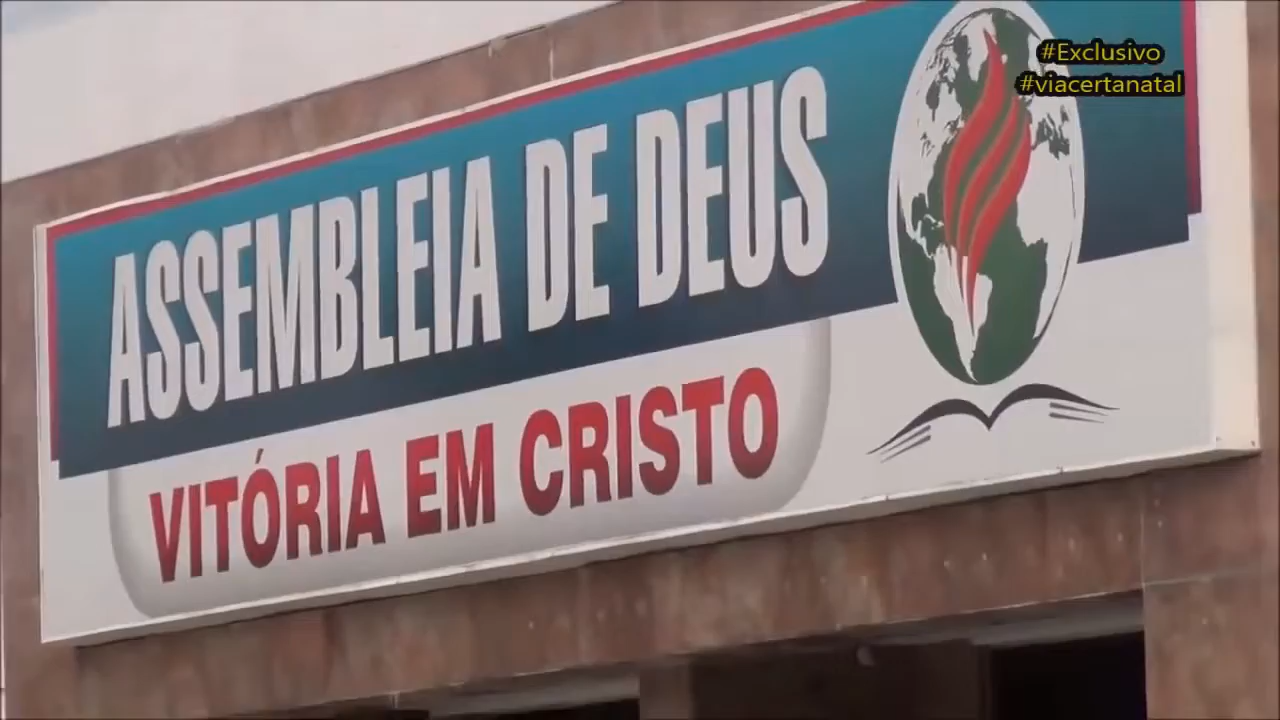 #Exclusivo
#viacertanatal
ASSEMBLEIA DE DEUS
VITÓRIA EM CRISTO